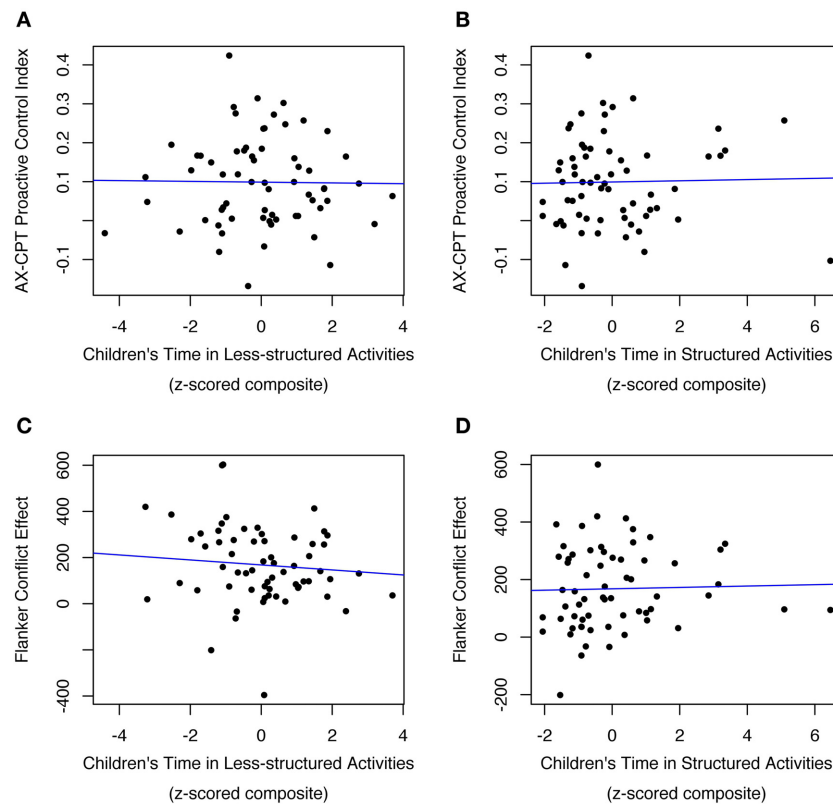 A
AX-CPT Proactive Control Index
0.4
0.3
0.2
0.1
-0.1
-4 -2 0 2 4
Children's Time in Less-structured Activities
(z-scored composite)
B
AX-CPT Proactive Control Index
0.4
0.3
0.2
0.1
-0.1
-2 0 2 4 6
Children's Time in Structured Activities
(z-scored composite)
C
Flanker Conflict Effect
600
400
200
0
-400
-4 -2 0 2 4
Children's Time in Less-structured Activities
(z-scored composite)
D
Flanker Conflict Effect
600
400
200
0
-200
-2 0 2 4 6
Children's Time in Structured Activities
(z-scored composite)